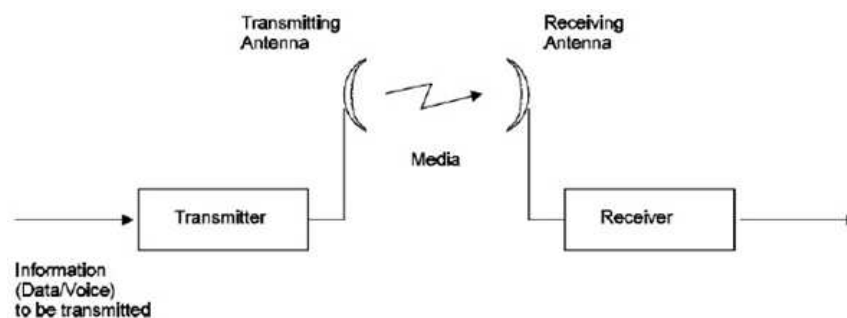 Transmitting
Antenna
Receiving
Antenna
Media
Transmitter
Receiver
Information
(Data/Voice)
to be transmitted